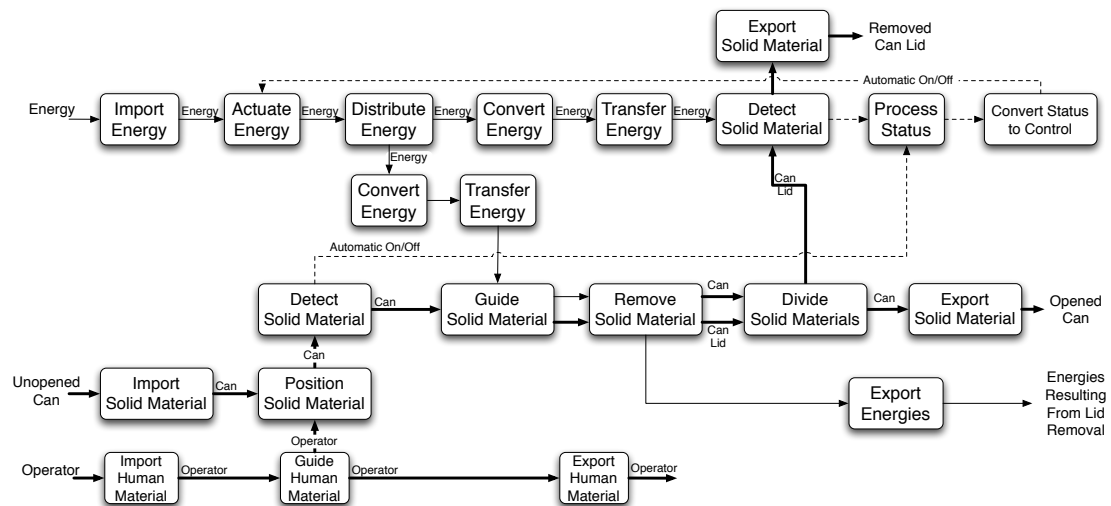 Export
Solid Material
Removed
Can Lid
Automatic On/Off
Energy
Import
Energy
Energy
Actuate
Energy
Energy
Distribute
Energy
Energy
Convert
Energy
Energy
Transfer
Energy
Energy
Detect
Solid Material
Process
Status
Convert Status
to Control
Energy
Convert
Energy
Transfer
Energy
Can
Lid
Automatic On/Off
Detect
Solid Material
Can
Guide
Solid Material
Remove
Solid Material
Can
Can
Lid
Divide
Solid Materials
Can
Export
Solid Material
Opened
Can
Can
Unopened
Can
Import
Solid Material
Can
Position
Solid Material
Export
Energies
Energies
Resulting
From Lid
Removal
Operator
Operator
Import
Human
Material
Operator
Guide
Human
Material
Operator
Export
Human
Material
Operator